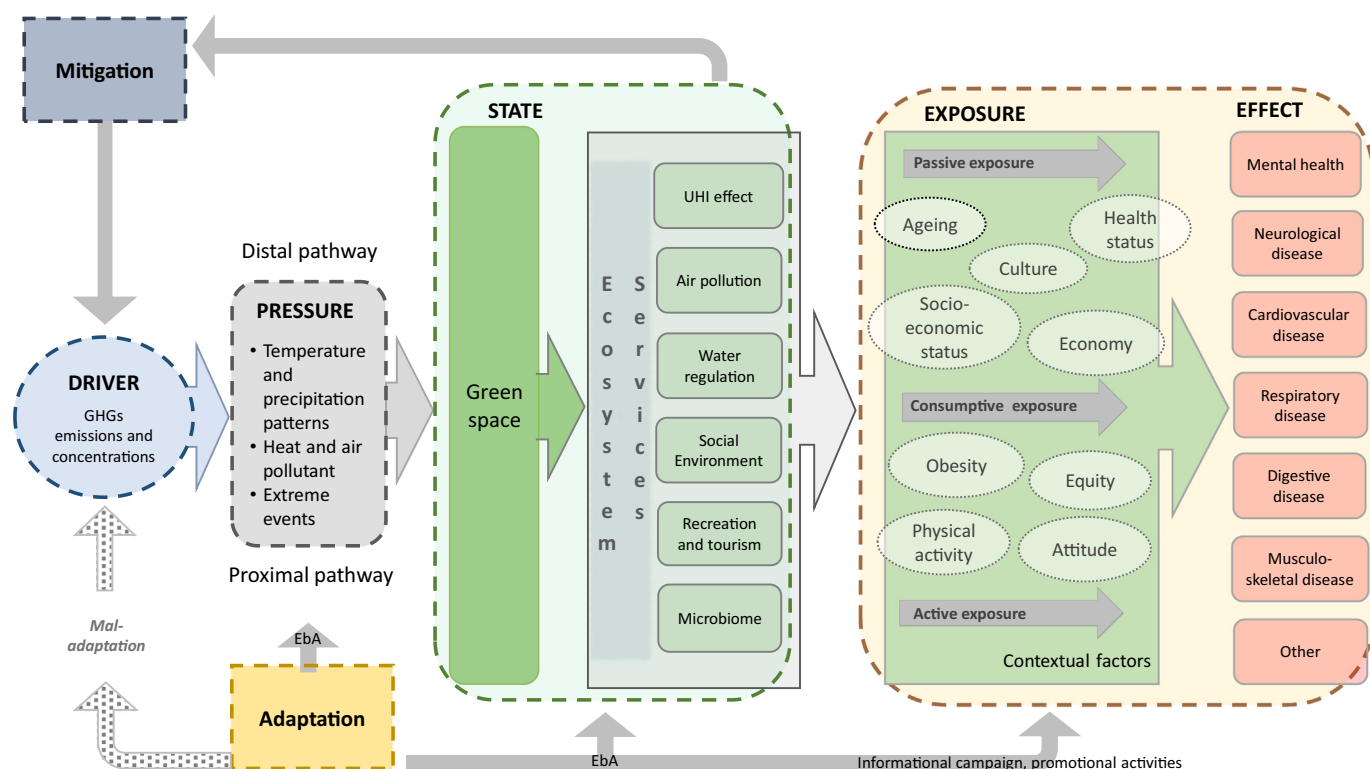 Mitigation
Distal pathway
PRESSURE
• Temperature
and
precipitation
patterns
• Heat and air
pollutant
• Extreme
events
Proximal pathway
DRIVER
GHGs
emissions and
concentrations
Mal-
adaptation
EbA
Adaptation
STATE
Green
space
Ecosystem
Services
UHI effect
Air pollution
Water
regulation
Social
Environment
Recreation
and tourism
Microbiome
EbA
EXPOSURE
Passive exposure
Ageing
Health
status
Culture
Socio-
economic
status
Economy
Consumptive exposure
Obesity
Equity
Physical
activity
Attitude
Active exposure
Contextual factors
Informational campaign, promotional activities
EFFECT
Mental health
Neurological
disease
Cardiovascular
disease
Respiratory
disease
Digestive
disease
Musculo-
skeletal disease
Other